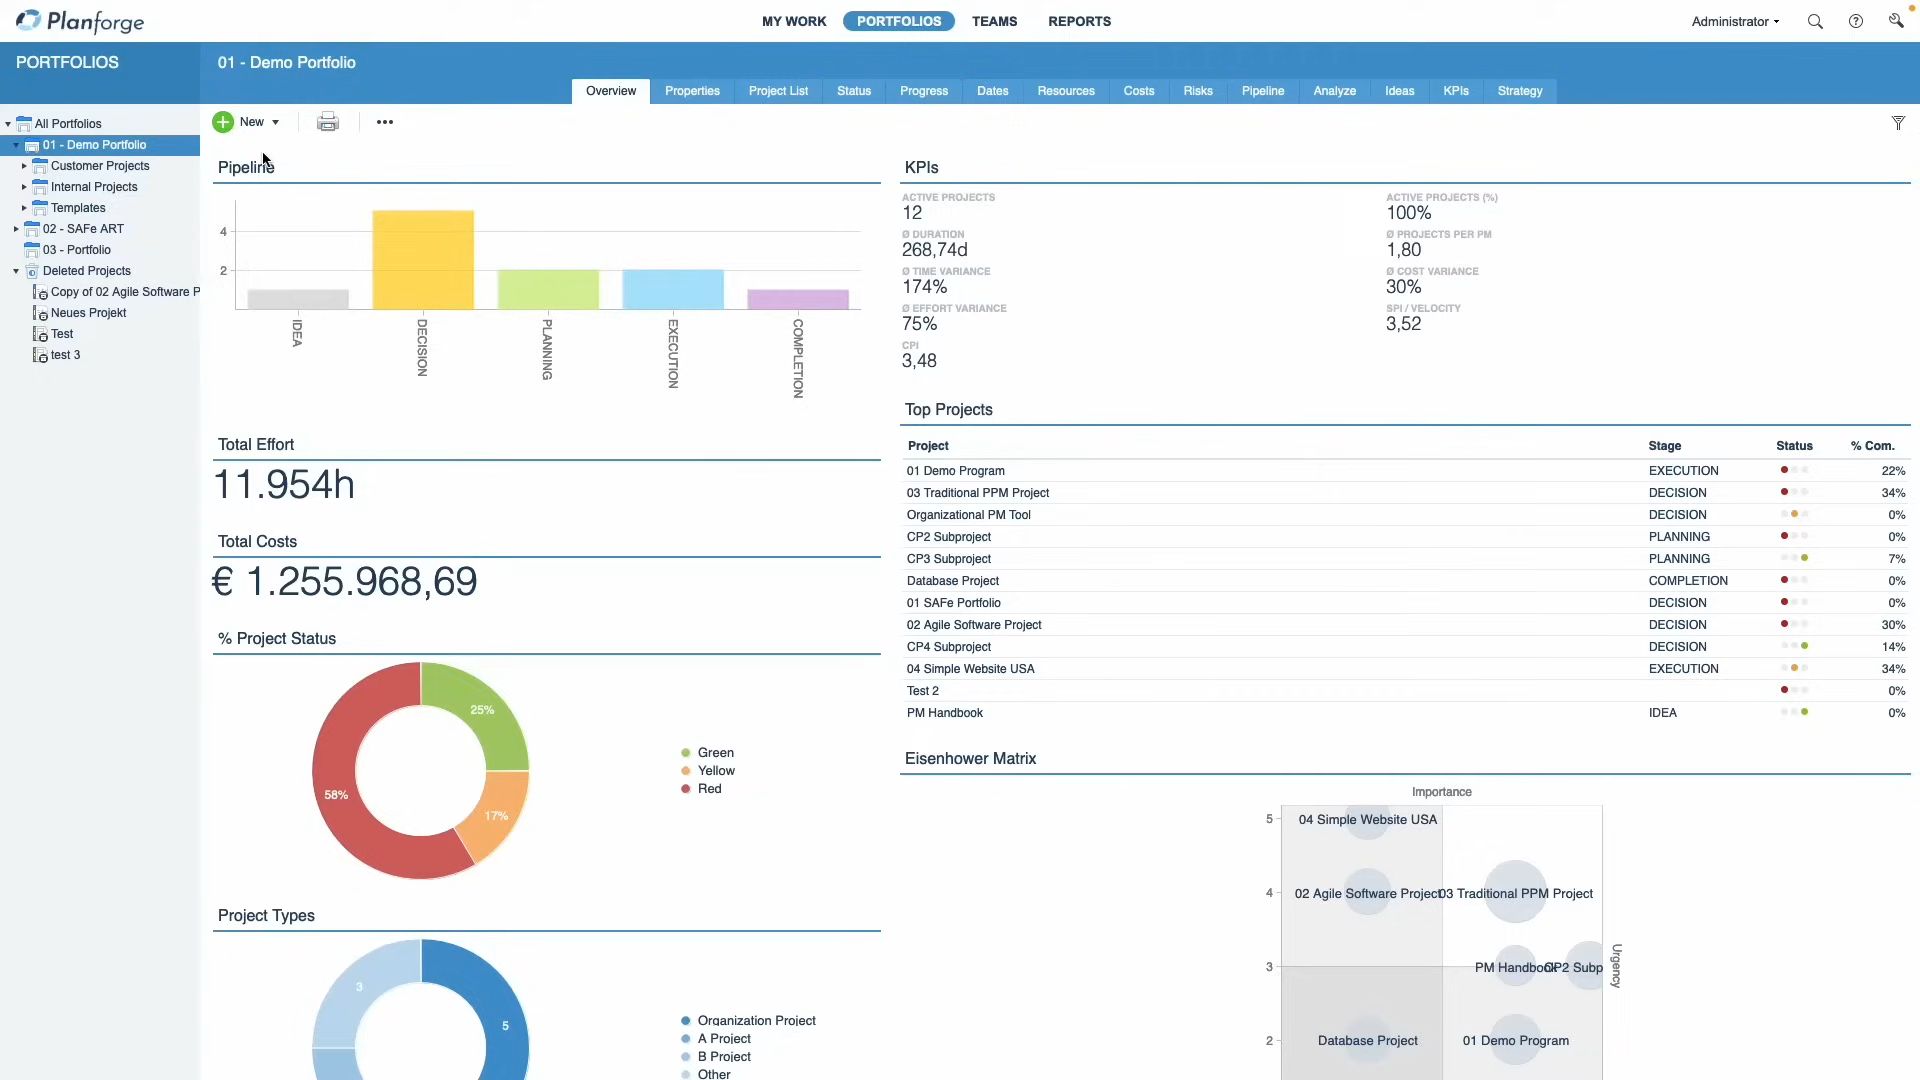 Planforge
MY WORK
PORTFOLIOS
TEAMS
REPORTS
Administrator
PORTFOLIOS
01 - Demo Portfolio
Overview
Properties
Project List
Status
Progress
Dates
Resources
Costs
Risks
Pipeline
Analyze
Ideas
KPIs
Strategy
All Portfolios
01 - Demo Portfolio
Customer Projects
Internal Projects
Templates
02 - SAFe ART
03 - Portfolio
Deleted Projects
Copy of 02 Agile Software P
Neues Projekt
Test
test 3
New
Pipeline
4
2
IDEA
DECISION
PLANNING
EXECUTION
COMPLETION
Total Effort
11.954h
Total Costs
€ 1.255.968,69
% Project Status
25%
58%
17%
Green
Yellow
Red
Project Types
3
5
Organization Project
A Project
B Project
Other
KPIs
ACTIVE PROJECTS
12
ACTIVE PROJECTS (%)
100%
Ø DURATION
268,74d
Ø PROJECTS PER PM
1,80
Ø TIME VARIANCE
174%
Ø COST VARIANCE
30%
Ø EFFORT VARIANCE
75%
SPI / VELOCITY
3,52
CPI
3,48
Top Projects
Project Stage Status % Com.
01 Demo Program EXECUTION 22%
03 Traditional PPM Project DECISION 34%
Organizational PM Tool DECISION 0%
CP2 Subproject PLANNING 0%
CP3 Subproject PLANNING 7%
Database Project COMPLETION 0%
01 SAFe Portfolio DECISION 0%
02 Agile Software Project DECISION 30%
CP4 Subproject DECISION 14%
04 Simple Website USA EXECUTION 34%
Test 2 0%
PM Handbook IDEA 0%
Eisenhower Matrix
Importance
5
04 Simple Website USA
4
02 Agile Software Project
03 Traditional PPM Project
3
PM Handbook
CP2 Subp
Urgency
2
Database Project
01 Demo Program